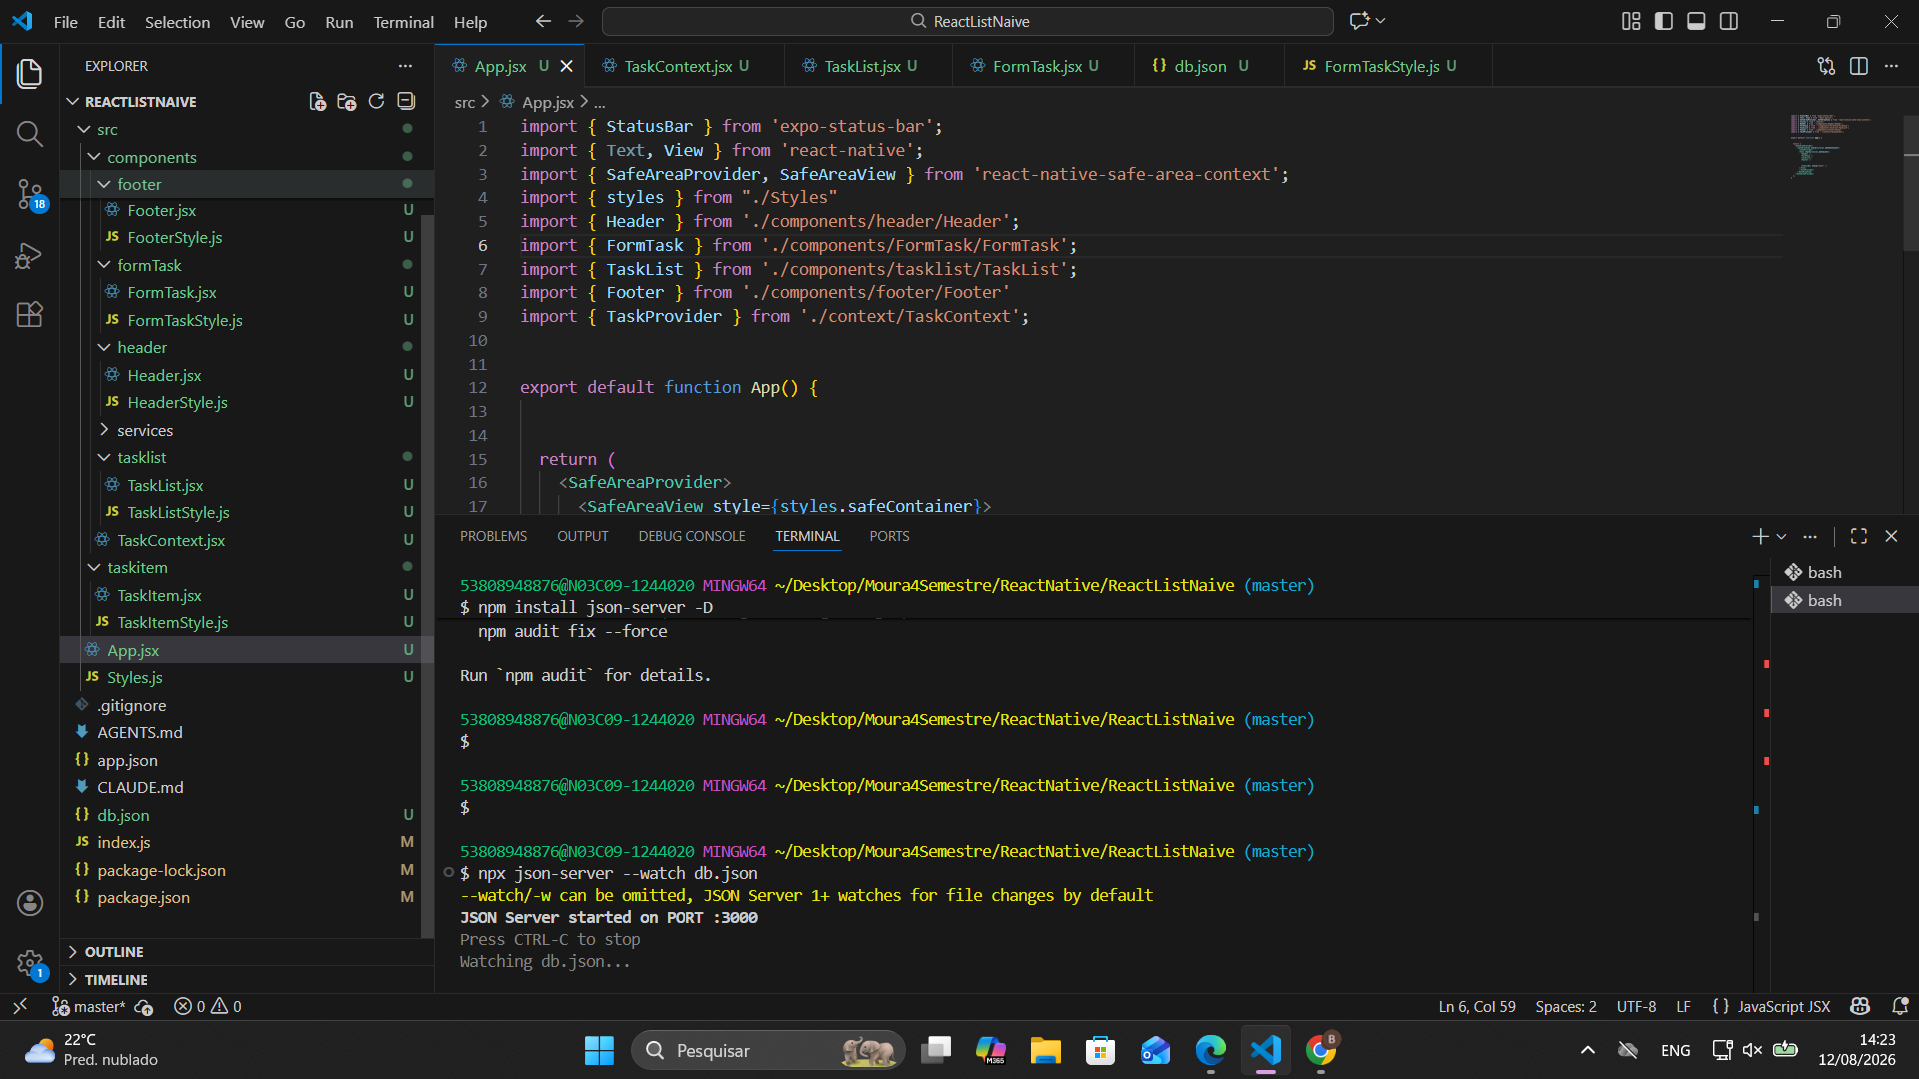 File Edit Selection View Go Run Terminal Help
ReactListNaive
EXPLORER
REACTLISTNAIVE
src
components
footer
Footer.jsx U
FooterStyle.js U
formTask
FormTask.jsx U
FormTaskStyle.js U
header
Header.jsx U
HeaderStyle.js U
services
tasklist
TaskList.jsx U
TaskListStyle.js U
TaskContext.jsx U
taskitem
TaskItem.jsx U
TaskItemStyle.js U
App.jsx U
Styles.js U
.gitignore
AGENTS.md
app.json
CLAUDE.md
db.json U
index.js M
package-lock.json M
package.json M
OUTLINE
TIMELINE
18
1
App.jsx U TaskContext.jsx U TaskList.jsx U FormTask.jsx U db.json U FormTaskStyle.js U
src > App.jsx > ...
1 import { StatusBar } from 'expo-status-bar';
2 import { Text, View } from 'react-native';
3 import { SafeAreaProvider, SafeAreaView } from 'react-native-safe-area-context';
4 import { styles } from "./Styles"
5 import { Header } from './components/header/Header';
6 import { FormTask } from './components/FormTask/FormTask';
7 import { TaskList } from './components/tasklist/TaskList';
8 import { Footer } from './components/footer/Footer'
9 import { TaskProvider } from './context/TaskContext';
10
11
12 export default function App() {
13
14
15 return (
16 <SafeAreaProvider>
17 <SafeAreaView style={styles.safeContainer}>
PROBLEMS OUTPUT DEBUG CONSOLE TERMINAL PORTS
bash
bash
53808948876@N03C09-1244020 MINGW64 ~/Desktop/Moura4Semestre/ReactNative/ReactListNaive (master)
$ npm install json-server -D
npm audit fix --force
Run `npm audit` for details.
53808948876@N03C09-1244020 MINGW64 ~/Desktop/Moura4Semestre/ReactNative/ReactListNaive (master)
$
53808948876@N03C09-1244020 MINGW64 ~/Desktop/Moura4Semestre/ReactNative/ReactListNaive (master)
$
53808948876@N03C09-1244020 MINGW64 ~/Desktop/Moura4Semestre/ReactNative/ReactListNaive (master)
$ npx json-server --watch db.json
--watch/-w can be omitted, JSON Server 1+ watches for file changes by default
JSON Server started on PORT :3000
Press CTRL-C to stop
Watching db.json...
master* 0 0 Ln 6, Col 59 Spaces: 2 UTF-8 LF { } JavaScript JSX
22°C
Pred. nublado
Pesquisar
M365
B
ENG
14:23
12/08/2026